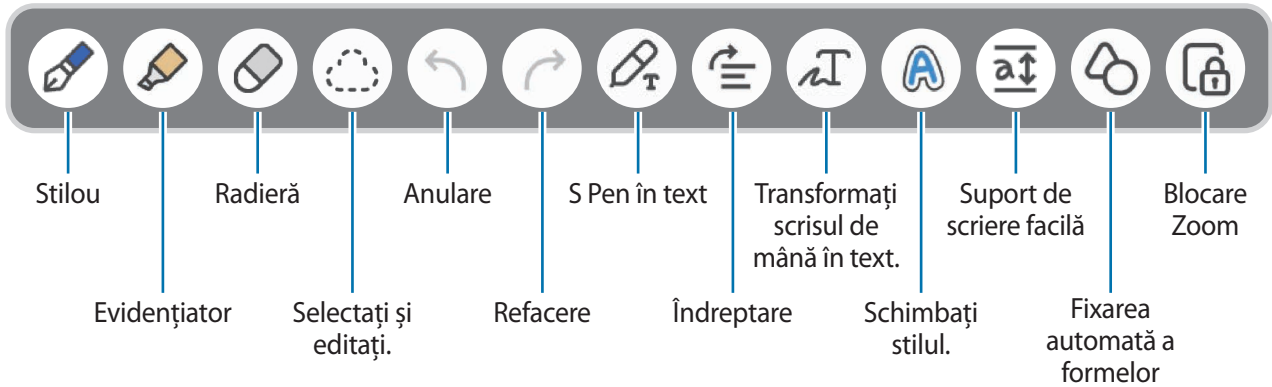 Stilou
Radieră
Anulare
S Pen în text
Transformați
scrisul de
mână în text.
Suport de
scriere facilă
Blocare
Zoom
Evidențiator
Selectați și
editați.
Refacere
Îndreptare
Schimbați
stilul.
Fixarea
automată a
formelor